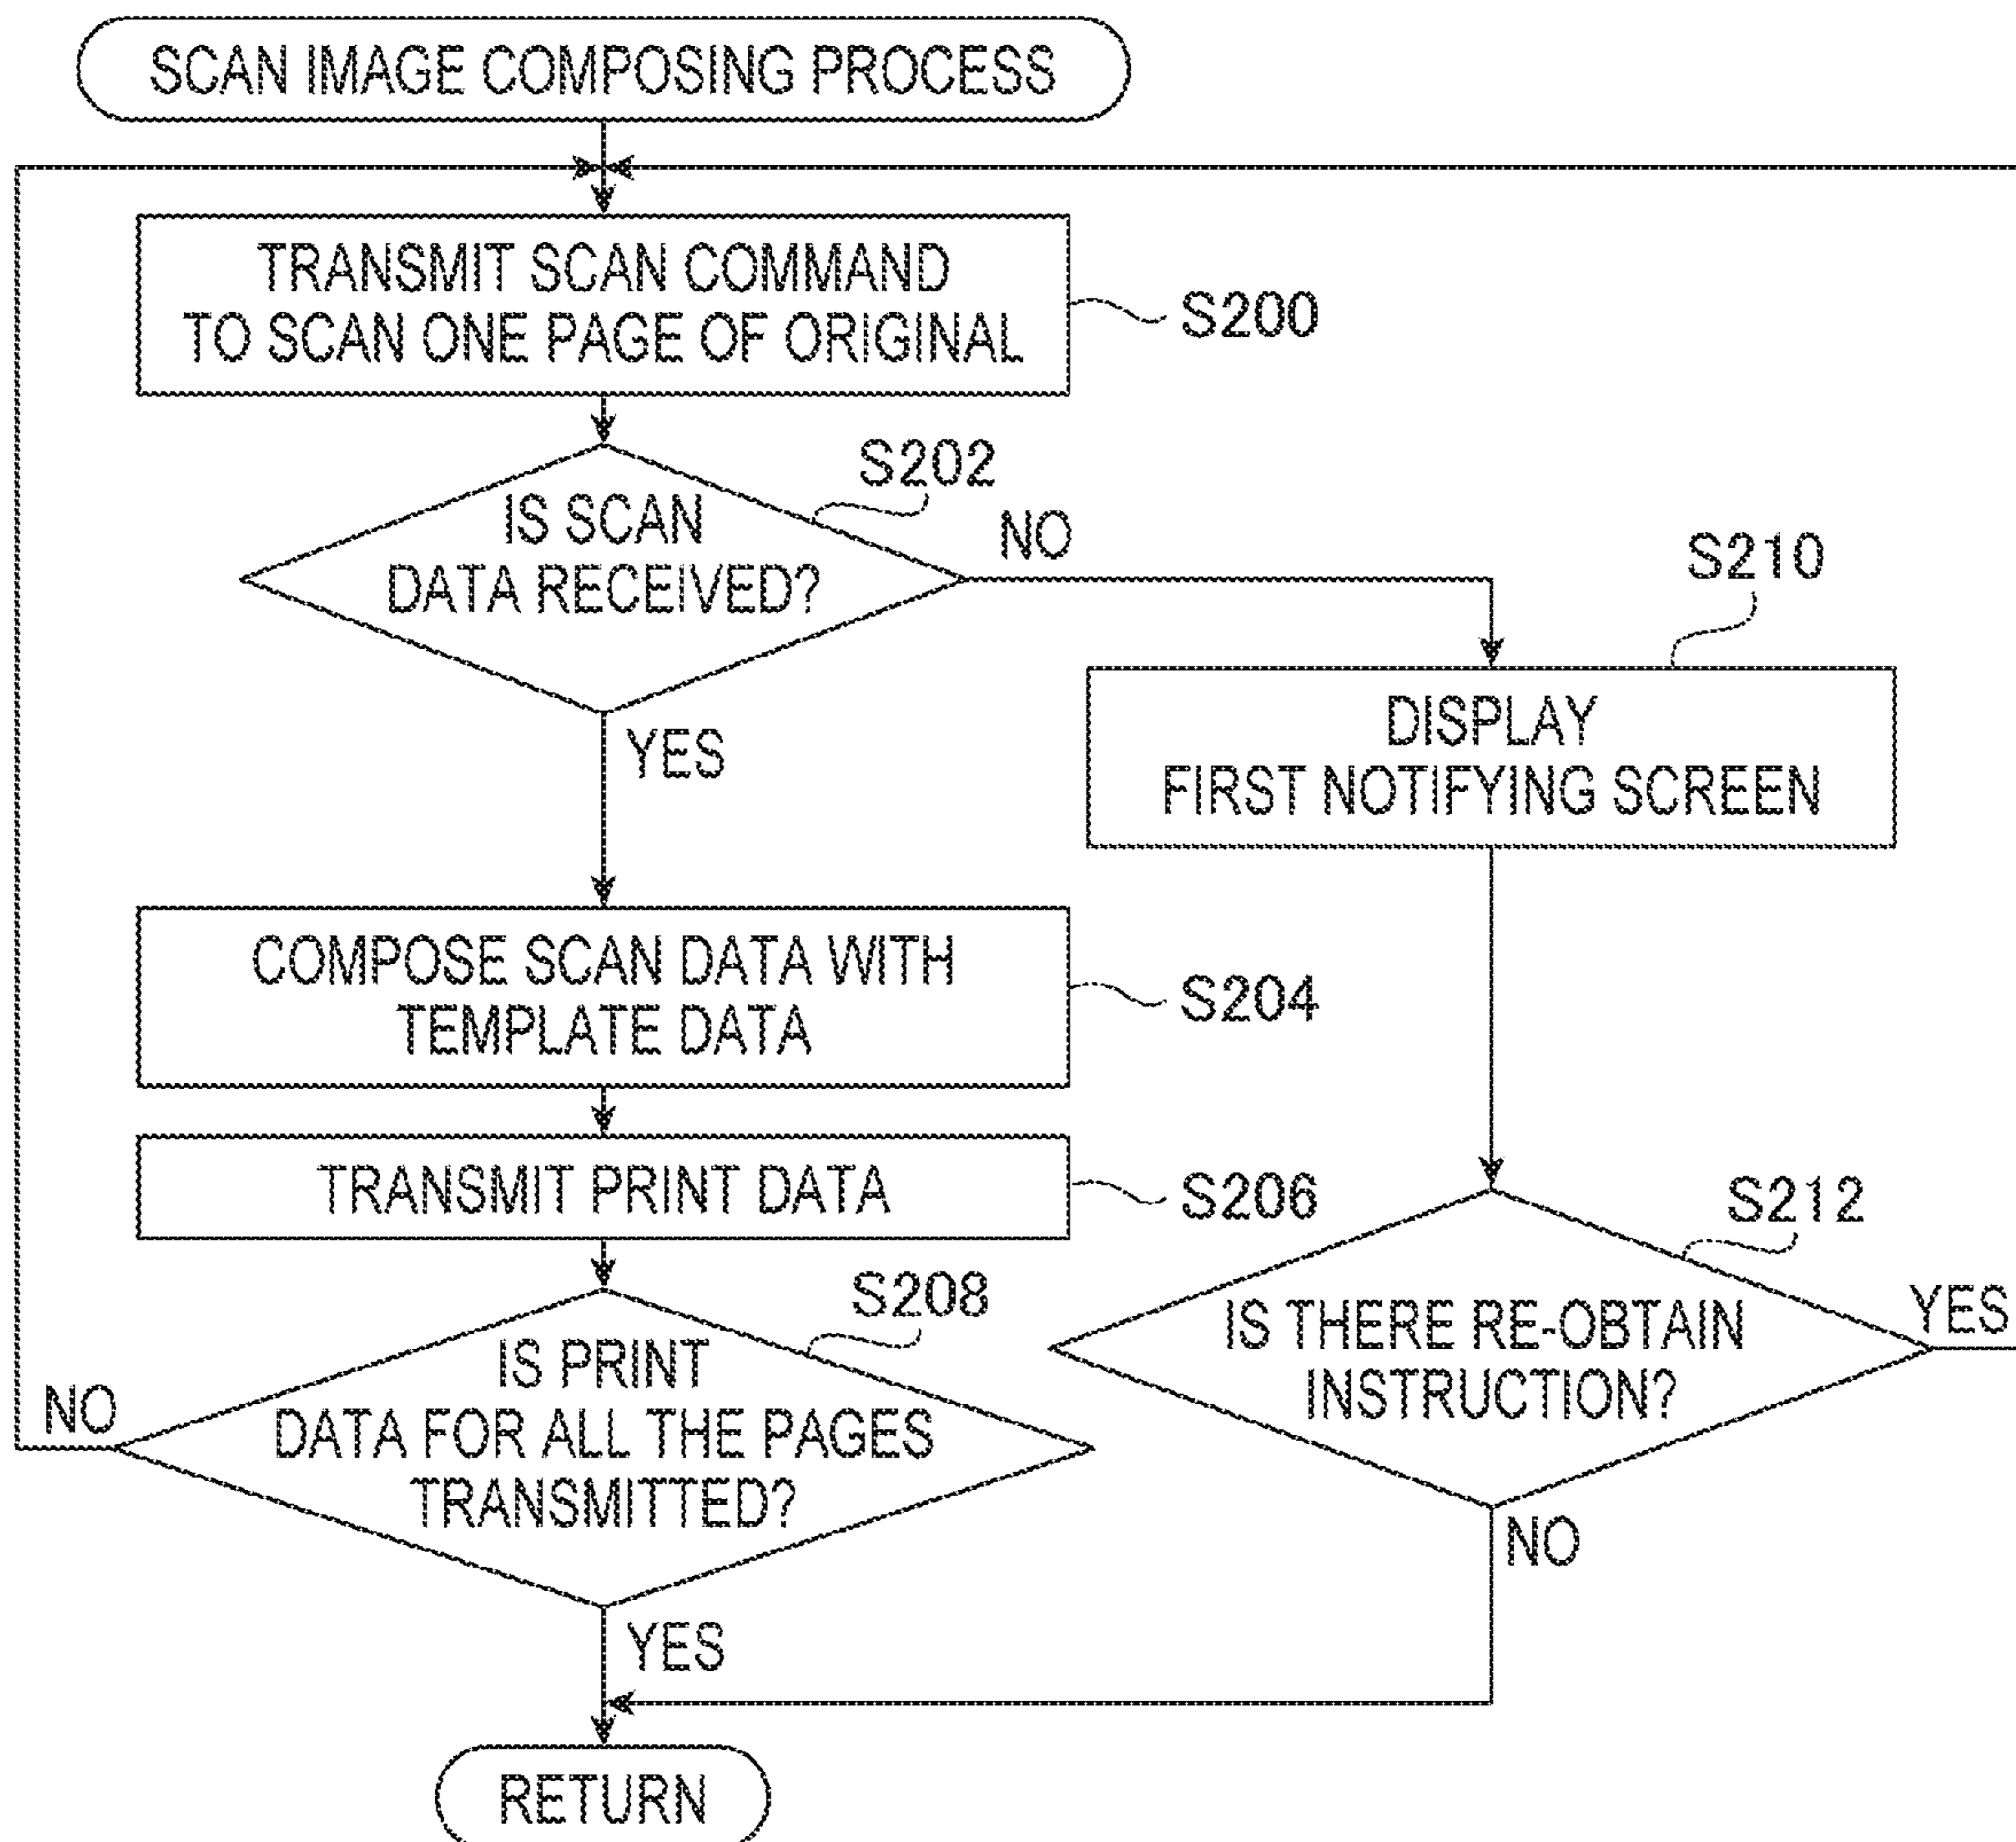 SCAN IMAGE COMPOSING PROCESS
TRANSMIT SCAN COMMAND
TO SCAN ONE PAGE OF ORIGINAL
S200
S202
IS SCAN
DATA RECEIVED?
NO
YES
S210
DISPLAY
FIRST NOTIFYING SCREEN
COMPOSE SCAN DATA WITH
TEMPLATE DATA
S204
TRANSMIT PRINT DATA
S206
S212
IS THERE RE-OBTAIN
INSTRUCTION?
YES
NO
S208
IS PRINT
DATA FOR ALL THE PAGES
TRANSMITTED?
NO
YES
RETURN